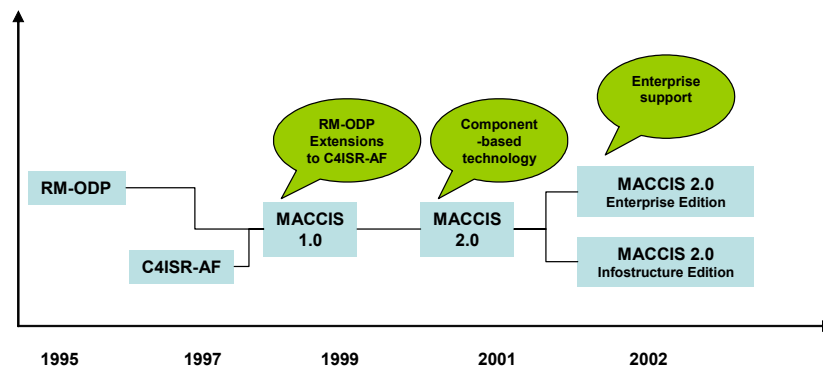 Enterprise
support
RM-ODP
Extensions
to C4ISR-AF
Component
-based
technology
RM-ODP
MACCIS 2.0
Enterprise Edition
MACCIS
1.0
MACCIS
2.0
C4ISR-AF
MACCIS 2.0
Infostructure Edition
1995
1997
1999
2001
2002